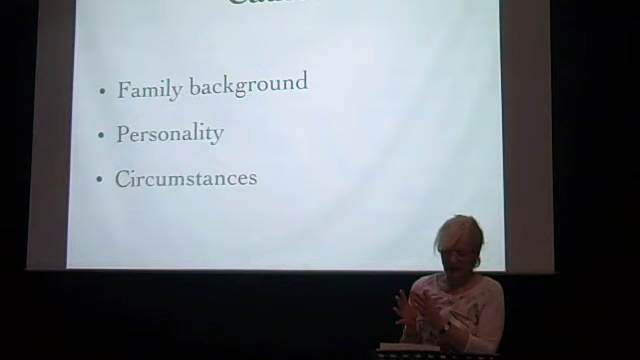 • Family background
• Personality
• Circumstances